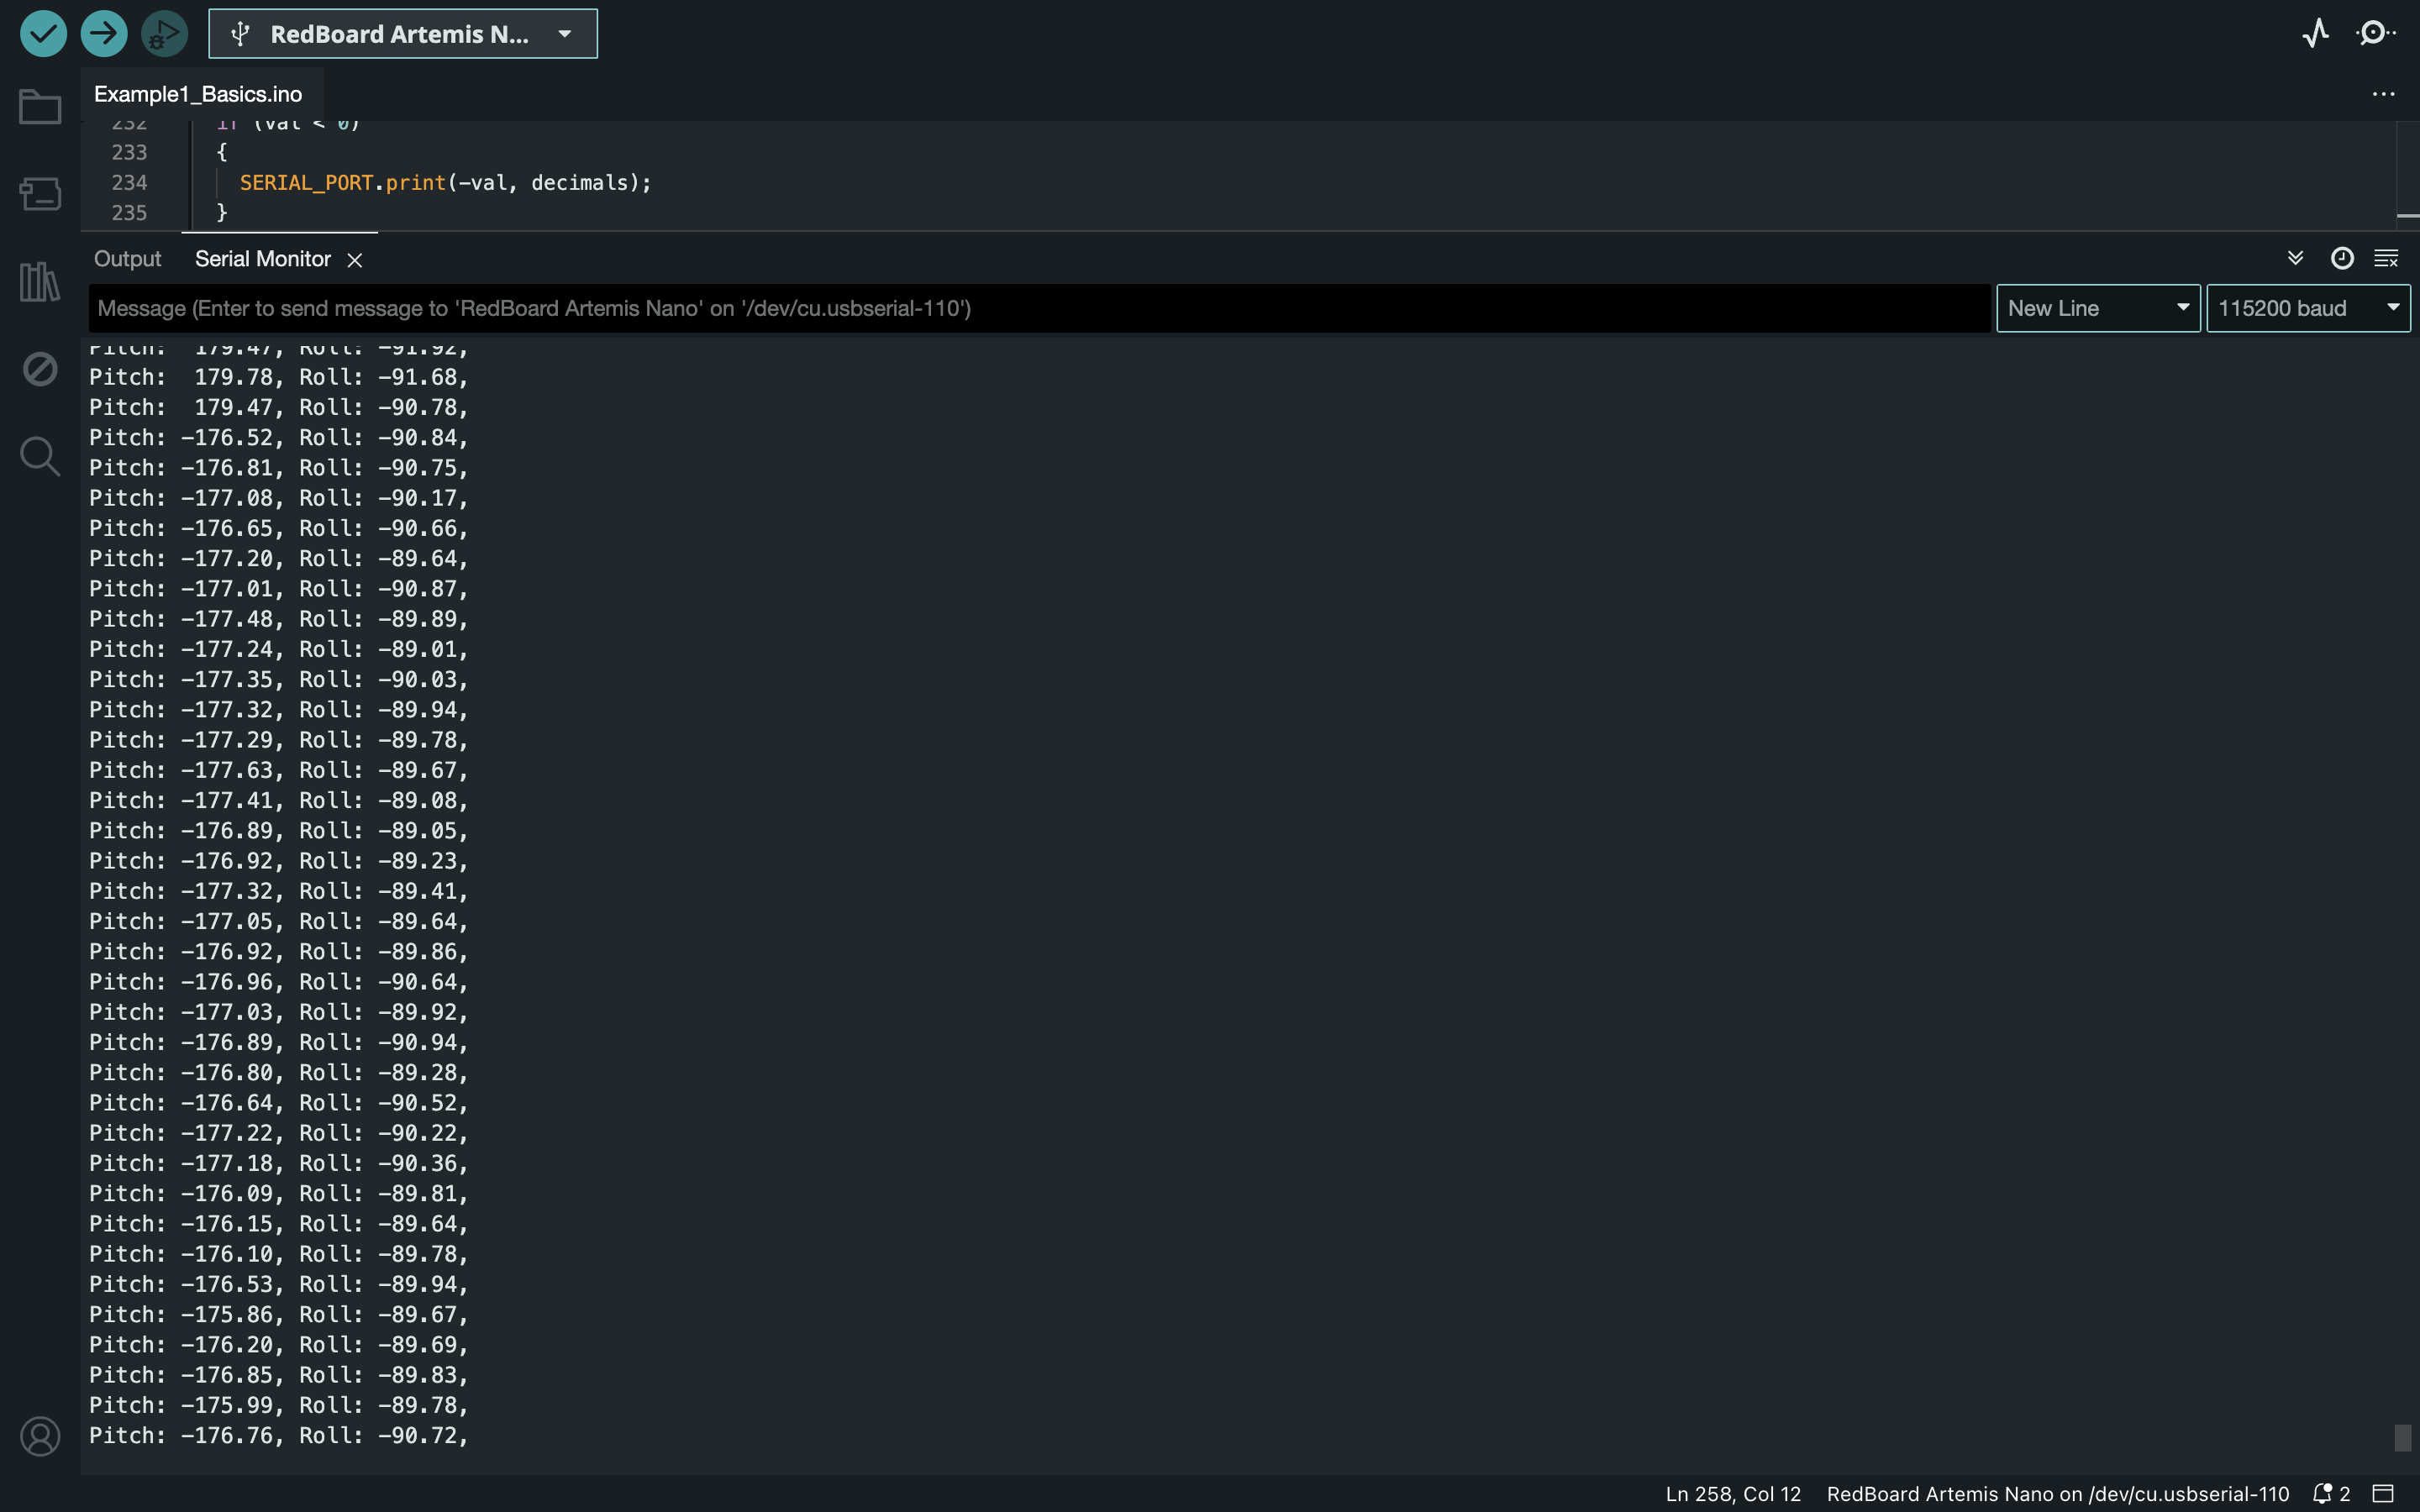 RedBoard Artemis N...
Example1_Basics.ino
232 if (val < 0)
233 {
234 SERIAL_PORT.print(-val, decimals);
235 }
Output Serial Monitor
Message (Enter to send message to 'RedBoard Artemis Nano' on '/dev/cu.usbserial-110') New Line 115200 baud
Pitch:  179.47, Roll: -91.92,
Pitch:  179.78, Roll: -91.68,
Pitch:  179.47, Roll: -90.78,
Pitch: -176.52, Roll: -90.84,
Pitch: -176.81, Roll: -90.75,
Pitch: -177.08, Roll: -90.17,
Pitch: -176.65, Roll: -90.66,
Pitch: -177.20, Roll: -89.64,
Pitch: -177.01, Roll: -90.87,
Pitch: -177.48, Roll: -89.89,
Pitch: -177.24, Roll: -89.01,
Pitch: -177.35, Roll: -90.03,
Pitch: -177.32, Roll: -89.94,
Pitch: -177.29, Roll: -89.78,
Pitch: -177.63, Roll: -89.67,
Pitch: -177.41, Roll: -89.08,
Pitch: -176.89, Roll: -89.05,
Pitch: -176.92, Roll: -89.23,
Pitch: -177.32, Roll: -89.41,
Pitch: -177.05, Roll: -89.64,
Pitch: -176.92, Roll: -89.86,
Pitch: -176.96, Roll: -90.64,
Pitch: -177.03, Roll: -89.92,
Pitch: -176.89, Roll: -90.94,
Pitch: -176.80, Roll: -89.28,
Pitch: -176.64, Roll: -90.52,
Pitch: -177.22, Roll: -90.22,
Pitch: -177.18, Roll: -90.36,
Pitch: -176.09, Roll: -89.81,
Pitch: -176.15, Roll: -89.64,
Pitch: -176.10, Roll: -89.78,
Pitch: -176.53, Roll: -89.94,
Pitch: -175.86, Roll: -89.67,
Pitch: -176.20, Roll: -89.69,
Pitch: -176.85, Roll: -89.83,
Pitch: -175.99, Roll: -89.78,
Pitch: -176.76, Roll: -90.72,
Ln 258, Col 12 RedBoard Artemis Nano on /dev/cu.usbserial-110 2